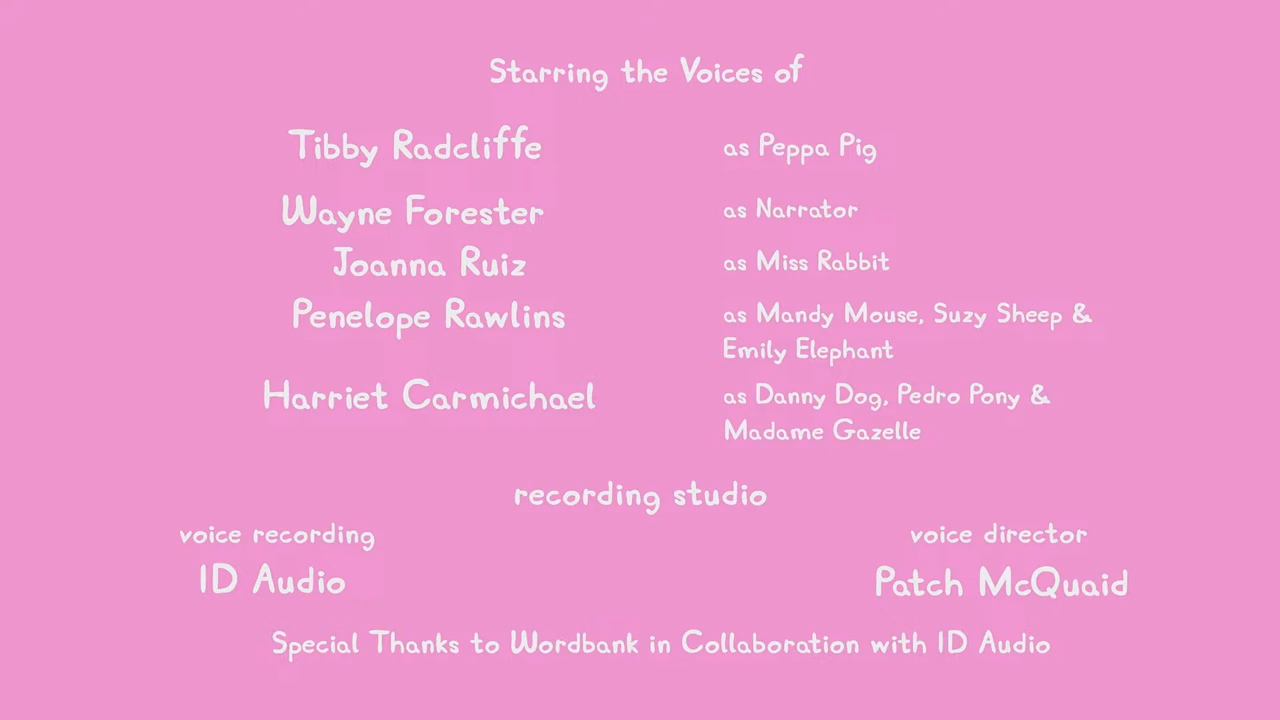 Starring the Voices of
Tibby Radcliffe as Peppa Pig
Wayne Forester as Narrator
Joanna Ruiz as Miss Rabbit
Penelope Rawlins as Mandy Mouse, Suzy Sheep &
Emily Elephant
Harriet Carmichael as Danny Dog, Pedro Pony &
Madame Gazelle
recording studio
voice recording voice director
ID Audio Patch McQuaid
Special Thanks to Wordbank in Collaboration with ID Audio